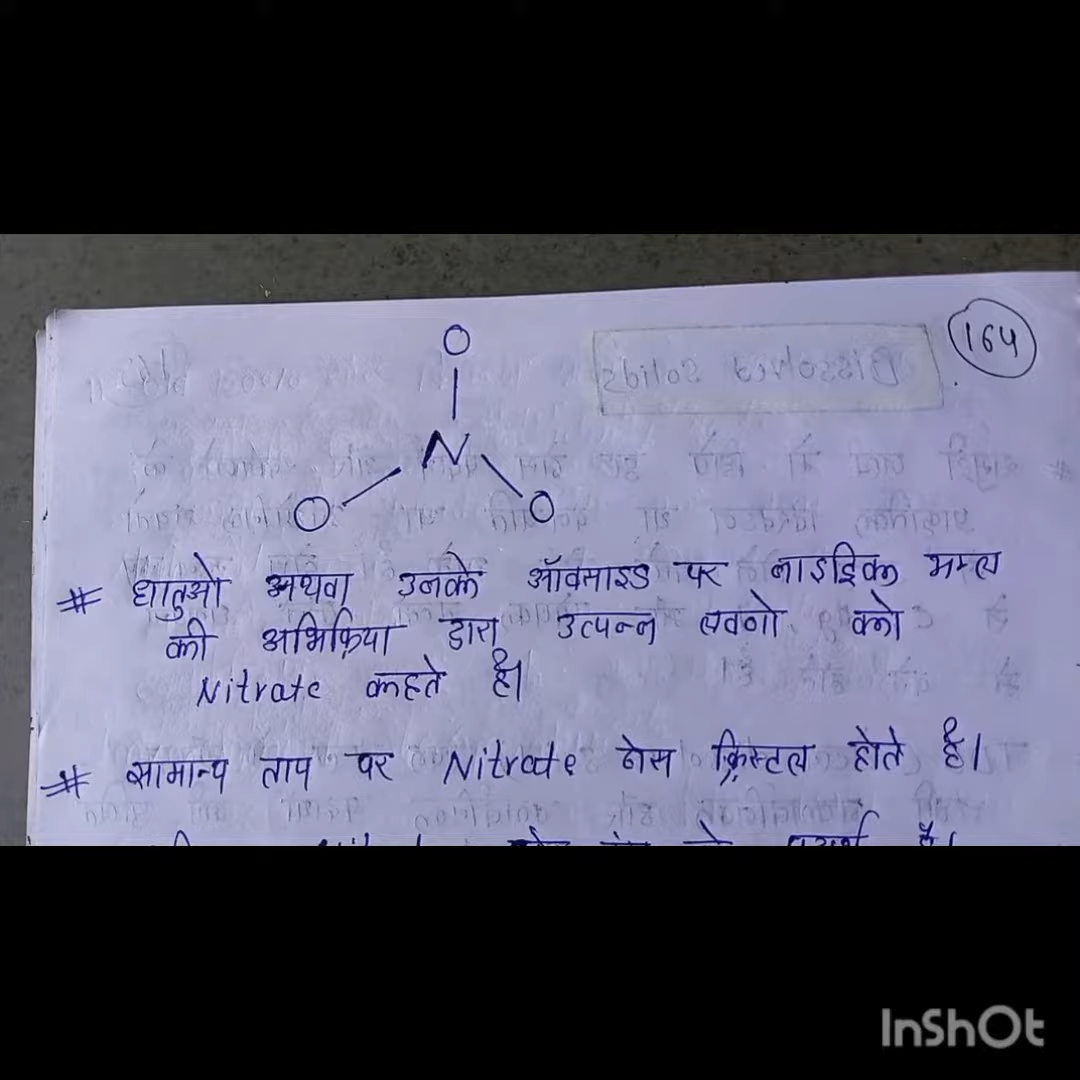 164
O
N
O O
# धातुओ अथवा उनके ऑक्साइड पर नाइट्रिक अम्ल
की अभिक्रिया द्वारा उत्पन्न लवणो को
Nitrate कहते है।
# सामान्य ताप पर Nitrate ठोस क्रिस्टल होते है।
InShOt